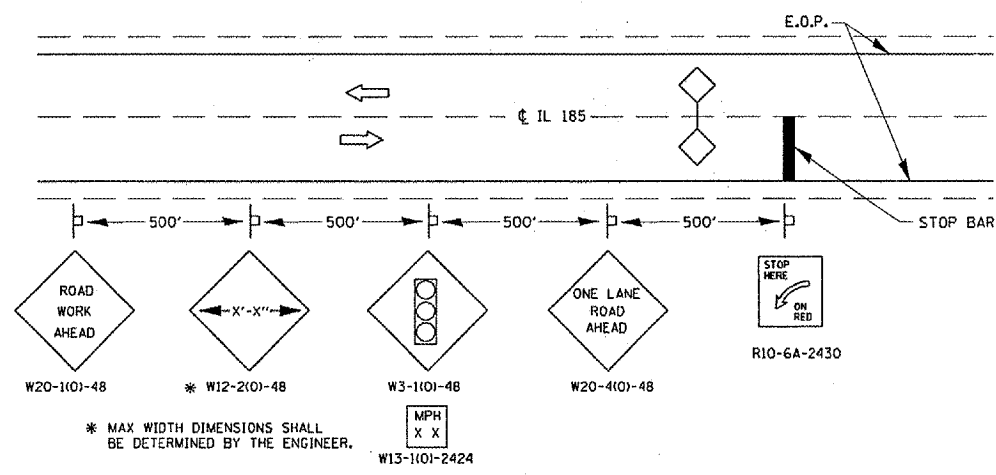 E.O.P.
℄ IL 185
500' 500' 500' 500'
STOP BAR
ROAD
WORK
AHEAD
X'-X"
ONE LANE
ROAD
AHEAD
STOP
HERE
ON
RED
R10-6A-2430
W20-1(O)-48
* W12-2(O)-48
W3-1(O)-48
W20-4(O)-48
* MAX WIDTH DIMENSIONS SHALL
BE DETERMINED BY THE ENGINEER.
MPH
X X
W13-1(O)-2424